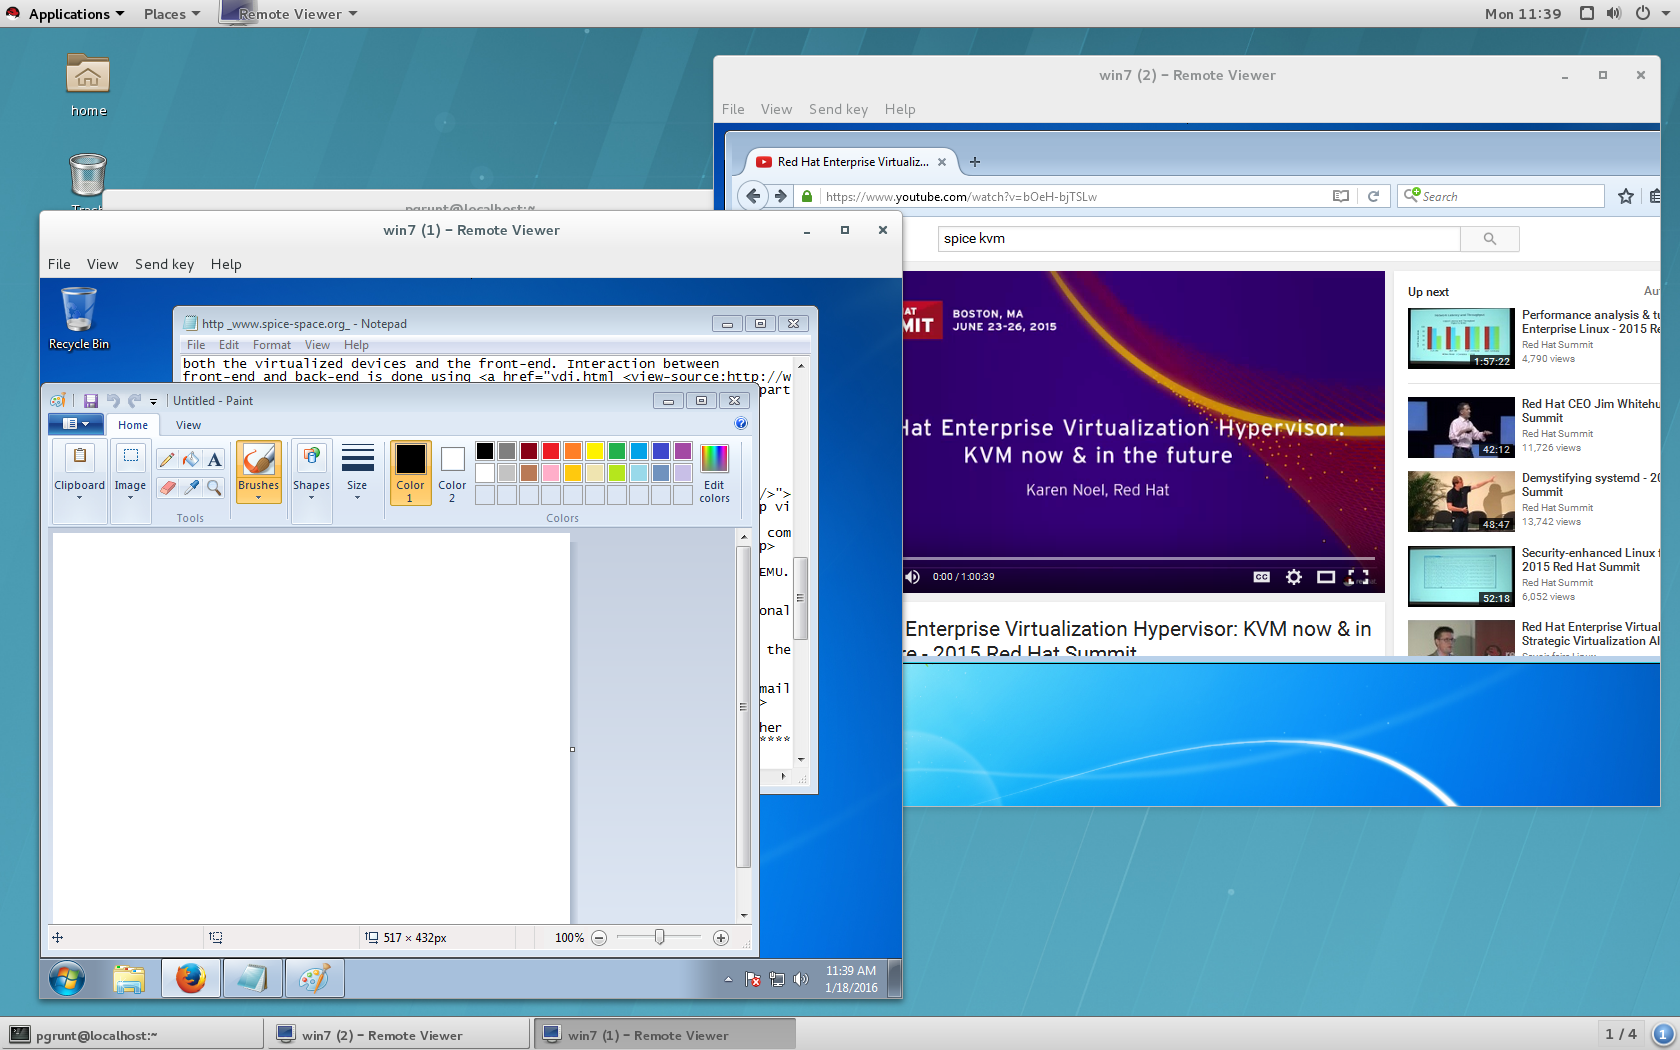 Applications
Places
Remote Viewer
Mon 11:39
home
win7 (2) – Remote Viewer
File View Send key Help
Red Hat Enterprise Virtualiz...
https://www.youtube.com/watch?v=bOeH-bjTSLw
Search
spice kvm
BOSTON, MA
JUNE 23-26, 2015
Hat Enterprise Virtualization Hypervisor:
KVM now & in the future
Karen Noel, Red Hat
0:00 / 1:00:39
CC
Enterprise Virtualization Hypervisor: KVM now & in
re - 2015 Red Hat Summit
Up next
Performance analysis & tu
Enterprise Linux - 2015 Re
Red Hat Summit
4,790 views
1:57:22
Red Hat CEO Jim Whitehu
Summit
Red Hat Summit
11,726 views
42:12
Demystifying systemd - 20
Summit
Red Hat Summit
13,742 views
48:47
Security-enhanced Linux f
2015 Red Hat Summit
Red Hat Summit
6,052 views
52:18
Red Hat Enterprise Virtual
Strategic Virtualization Al
pgrunt@localhost:~
win7 (1) – Remote Viewer
File View Send key Help
Recycle Bin
http _www.spice-space.org_ - Notepad
File Edit Format View Help
both the virtualized devices and the front-end. Interaction between
front-end and back-end is done using <a href="vdi.html <view-source:http://w
part
/>">
p vi
com
p>
EMU.
onal
the
mail
>
her
****
Untitled - Paint
Home View
Clipboard
Image
Tools
Brushes
Shapes
Size
Color
1
Color
2
Edit
colors
Colors
517 × 432px
100%
11:39 AM
1/18/2016
pgrunt@localhost:~
win7 (2) – Remote Viewer
win7 (1) – Remote Viewer
1 / 4
1